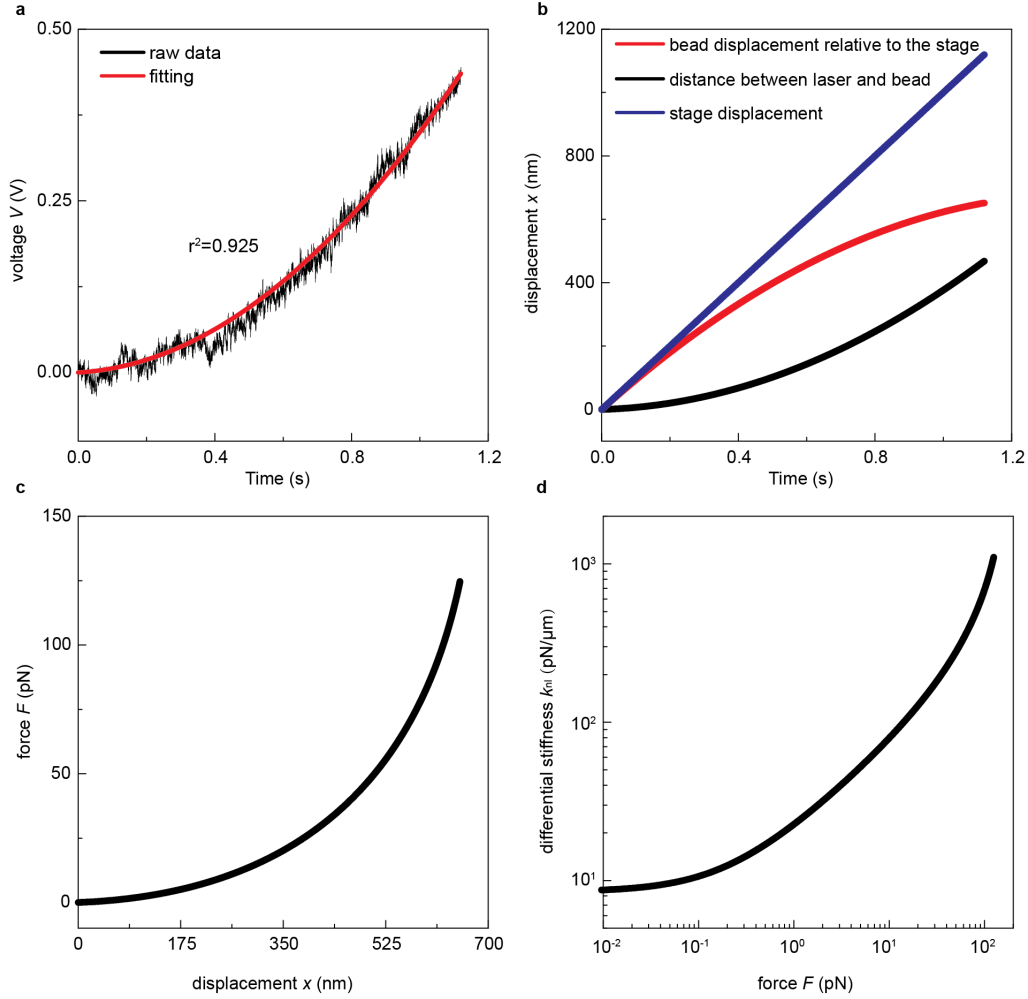 a
0.50
raw data
fitting
0.25
r²=0.925
0.00
voltage V (V)
0.0 0.4 0.8 1.2
Time (s)
b
1200
bead displacement relative to the stage
distance between laser and bead
stage displacement
800
400
0
displacement x (nm)
0.0 0.4 0.8 1.2
Time (s)
c
150
100
50
0
force F (pN)
0 175 350 525 700
displacement x (nm)
d
10³
10²
10¹
differential stiffness kₙₗ (pN/μm)
10⁻² 10⁻¹ 10⁰ 10¹ 10²
force F (pN)